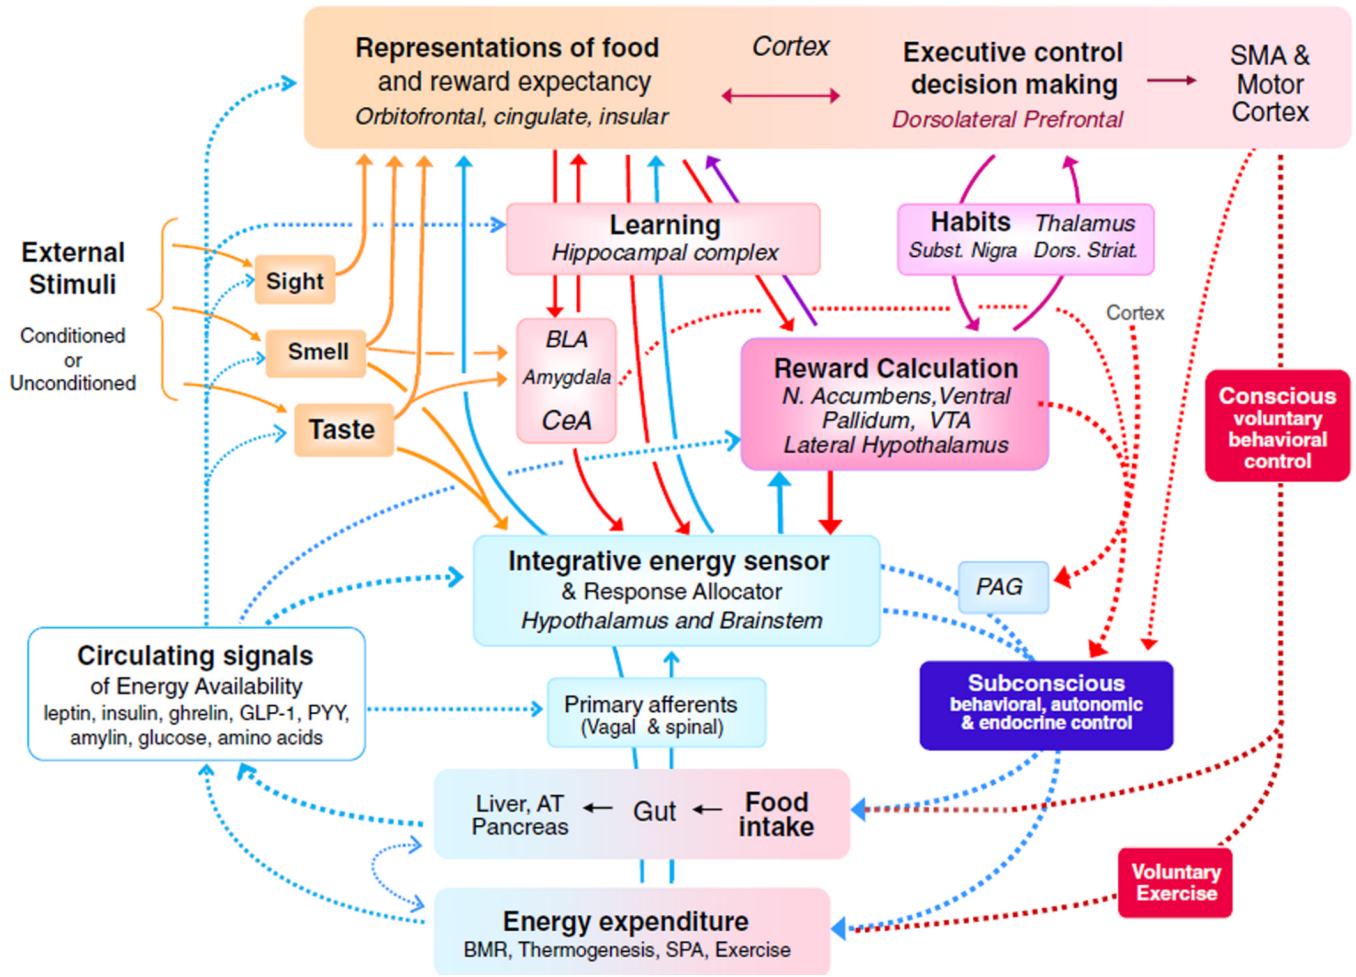 Representations of food
and reward expectancy
Orbitofrontal, cingulate, insular
Cortex
Executive control
decision making
Dorsolateral Prefrontal
SMA &
Motor
Cortex
External
Stimuli
Conditioned
or
Unconditioned
Sight
Smell
Taste
Learning
Hippocampal complex
Habits Thalamus
Subst. Nigra Dors. Striat.
BLA
Amygdala
CeA
Cortex
Reward Calculation
N. Accumbens, Ventral
Pallidum, VTA
Lateral Hypothalamus
Conscious
voluntary
behavioral
control
Integrative energy sensor
& Response Allocator
Hypothalamus and Brainstem
PAG
Circulating signals
of Energy Availability
leptin, insulin, ghrelin, GLP-1, PYY,
amylin, glucose, amino acids
Primary afferents
(Vagal & spinal)
Subconscious
behavioral, autonomic
& endocrine control
Liver, AT
Pancreas
Gut
Food
intake
Voluntary
Exercise
Energy expenditure
BMR, Thermogenesis, SPA, Exercise